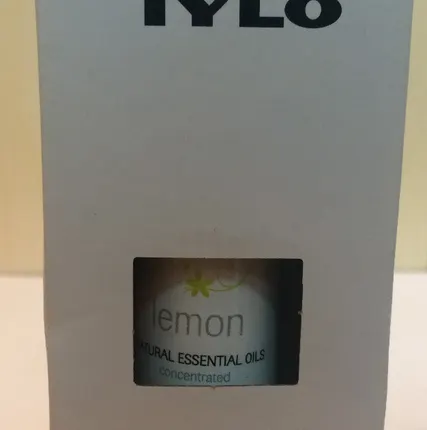 TYLO
lemon
ATURAL ESSENTIAL OILS
concentrated